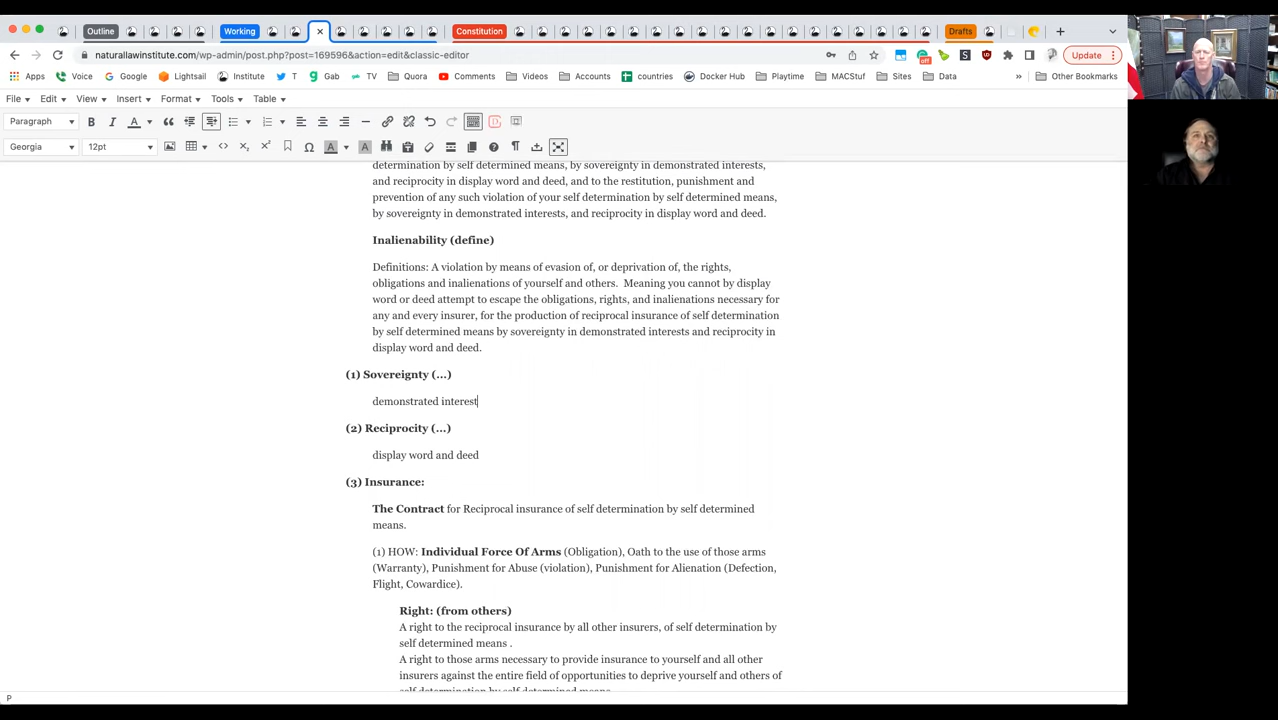 Outline
Working
Constitution
Drafts
naturallawinstitute.com/wp-admin/post.php?post=169596&action=edit&classic-editor
Update
Apps Voice Google Lightsail Institute T Gab TV Quora Comments Videos Accounts countries Docker Hub Playtime MACStuf Sites Data » Other Bookmarks
File Edit View Insert Format Tools Table
Paragraph B I A
Georgia 12pt
determination by self determined means, by sovereignty in demonstrated interests,
and reciprocity in display word and deed, and to the restitution, punishment and
prevention of any such violation of your self determination by self determined means,
by sovereignty in demonstrated interests, and reciprocity in display word and deed.
Inalienability (define)
Definitions: A violation by means of evasion of, or deprivation of, the rights,
obligations and inalienations of yourself and others. Meaning you cannot by display
word or deed attempt to escape the obligations, rights, and inalienations necessary for
any and every insurer, for the production of reciprocal insurance of self determination
by self determined means by sovereignty in demonstrated interests and reciprocity in
display word and deed.
(1) Sovereignty (...)
demonstrated interest
(2) Reciprocity (...)
display word and deed
(3) Insurance:
The Contract for Reciprocal insurance of self determination by self determined
means.
(1) HOW: Individual Force Of Arms (Obligation), Oath to the use of those arms
(Warranty), Punishment for Abuse (violation), Punishment for Alienation (Defection,
Flight, Cowardice).
Right: (from others)
A right to the reciprocal insurance by all other insurers, of self determination by
self determined means .
A right to those arms necessary to provide insurance to yourself and all other
insurers against the entire field of opportunities to deprive yourself and others of
self determination by self determined means
P